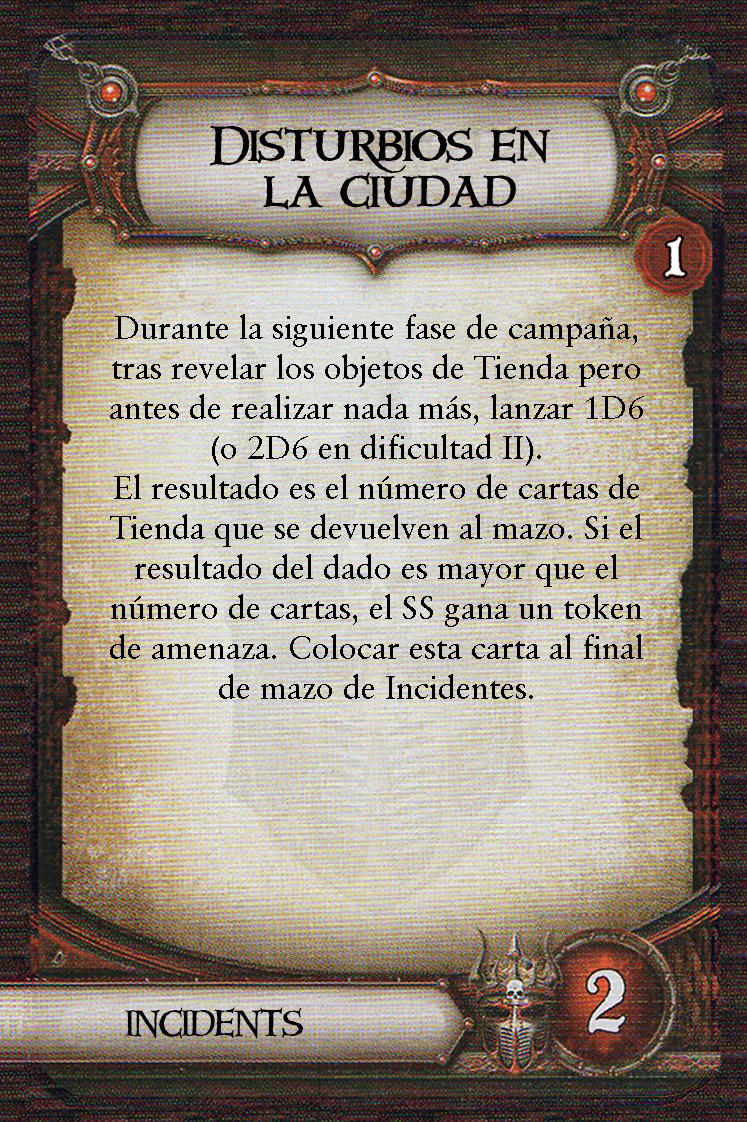 Disturbios en
la ciudad
1
Durante la siguiente fase de campaña,
tras revelar los objetos de Tienda pero
antes de realizar nada más, lanzar 1D6
(o 2D6 en dificultad II).
El resultado es el número de cartas de
Tienda que se devuelven al mazo. Si el
resultado del dado es mayor que el
número de cartas, el SS gana un token
de amenaza. Colocar esta carta al final
de mazo de Incidentes.
INCIDENTS
2